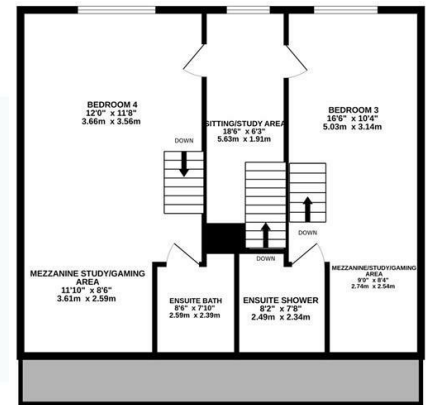 BEDROOM 4
12'0" x 11'8"
3.66m x 3.56m
SITTING/STUDY AREA
18'6" x 6'3"
5.63m x 1.91m
BEDROOM 3
16'6" x 10'4"
5.03m x 3.14m
DOWN
DOWN
DOWN
MEZZANINE STUDY/GAMING
AREA
11'10" x 8'6"
3.61m x 2.59m
ENSUITE BATH
8'6" x 7'10"
2.59m x 2.39m
ENSUITE SHOWER
8'2" x 7'8"
2.49m x 2.34m
MEZZANINE/STUDY/GAMING
AREA
9'0" x 8'4"
2.74m x 2.54m